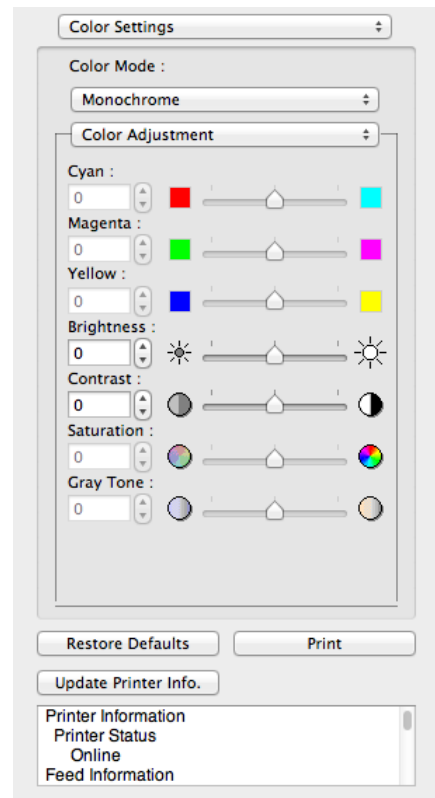 Color Settings
Color Mode :
Monochrome
Color Adjustment
Cyan :
0
Magenta :
0
Yellow :
0
Brightness :
0
Contrast :
0
Saturation :
0
Gray Tone :
0
Restore Defaults Print
Update Printer Info.
Printer Information
Printer Status
Online
Feed Information